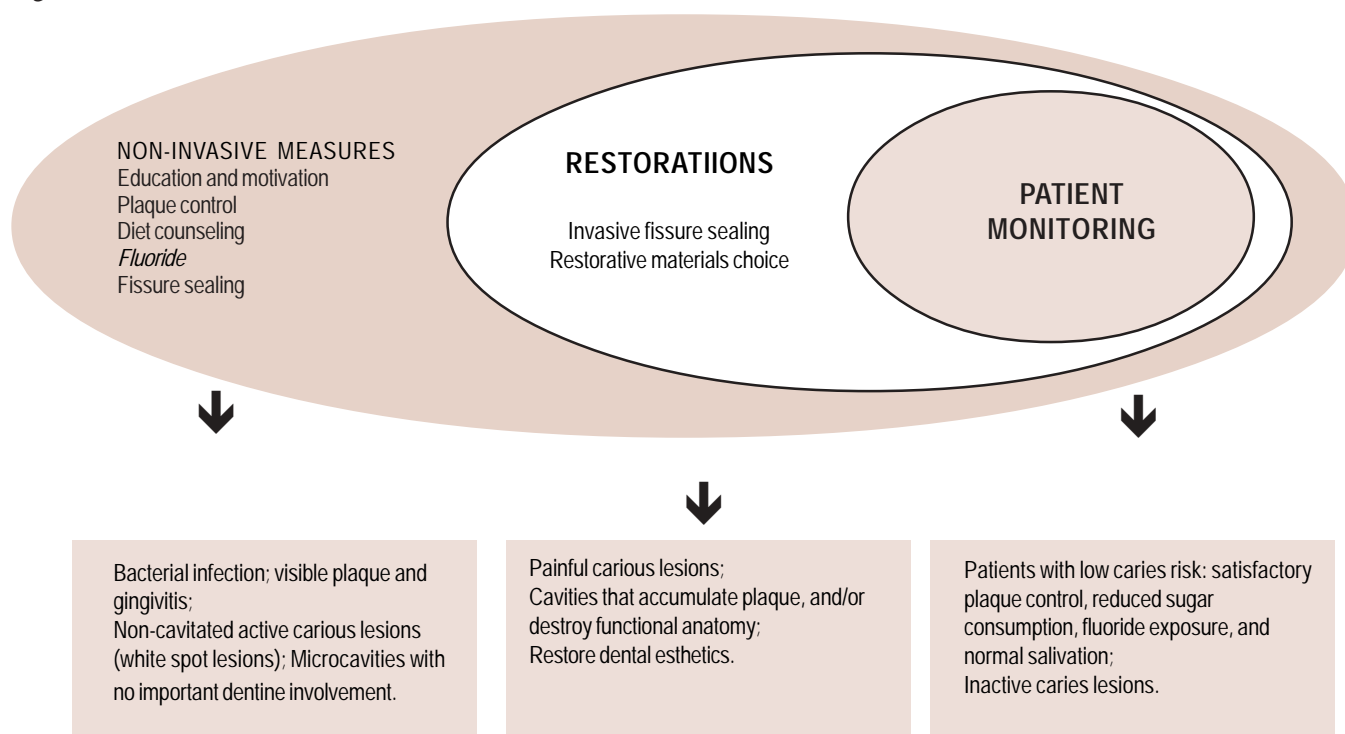 NON-INVASIVE MEASURES
Education and motivation
Plaque control
Diet counseling
Fluoride
Fissure sealing
RESTORATIIONS
Invasive fissure sealing
Restorative materials choice
PATIENT
MONITORING
Bacterial infection; visible plaque and
gingivitis;
Non-cavitated active carious lesions
(white spot lesions); Microcavities with
no important dentine involvement.
Painful carious lesions;
Cavities that accumulate plaque, and/or
destroy functional anatomy;
Restore dental esthetics.
Patients with low caries risk: satisfactory
plaque control, reduced sugar
consumption, fluoride exposure, and
normal salivation;
Inactive caries lesions.